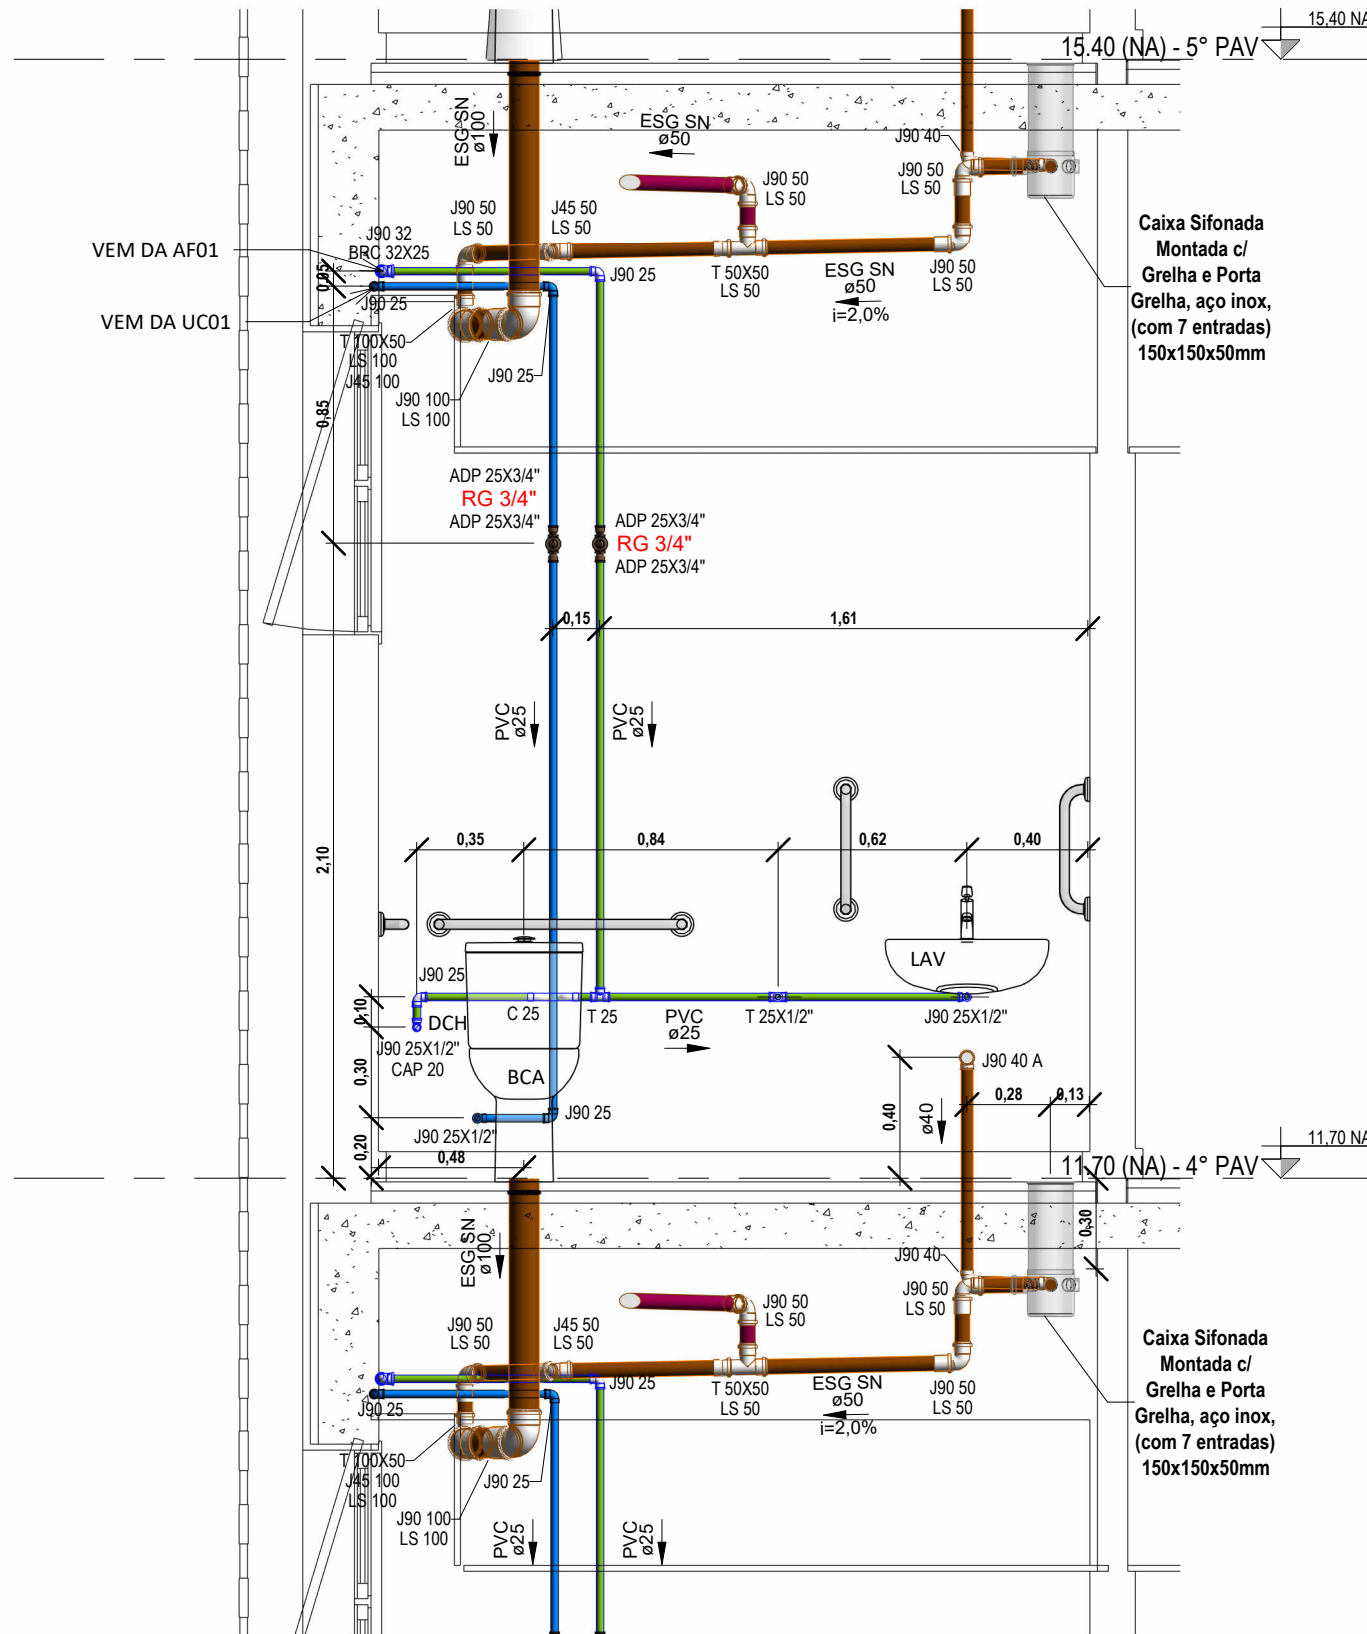 15,40 NA
15.40 (NA) - 5° PAV
ESG SN
ø100
ESG SN
ø50
J90 40
J90 50
LS 50
J90 50
LS 50
Caixa Sifonada
Montada c/
Grelha e Porta
Grelha, aço inox,
(com 7 entradas)
150x150x50mm
J90 50
LS 50
J45 50
LS 50
J90 32
BRC 32X25
VEM DA AF01
0,05
J90 25
VEM DA UC01
J90 25
T 50X50
LS 50
ESG SN
ø50
i=2,0%
J90 50
LS 50
T 100X50
LS 100
J45 100
J90 25
J90 100
LS 100
0,85
ADP 25X3/4"
RG 3/4"
ADP 25X3/4"
ADP 25X3/4"
RG 3/4"
ADP 25X3/4"
0,15
1,61
PVC
ø25
PVC
ø25
2,10
0,35
0,84
0,62
0,40
LAV
J90 25
0,10
DCH
C 25
T 25
PVC
ø25
T 25X1/2"
J90 25X1/2"
J90 25X1/2"
CAP 20
0,30
BCA
J90 40 A
0,28
0,13
0,40
ø40
J90 25
J90 25X1/2"
0,20
0,48
11,70 NA
11.70 (NA) - 4° PAV
0,30
ESG SN
ø100
J90 40
J90 50
LS 50
J90 50
LS 50
J90 50
LS 50
J45 50
LS 50
Caixa Sifonada
Montada c/
Grelha e Porta
Grelha, aço inox,
(com 7 entradas)
150x150x50mm
J90 25
J90 25
T 50X50
LS 50
ESG SN
ø50
i=2,0%
J90 50
LS 50
T 100X50
J45 100
LS 100
J90 25
J90 100
LS 100
PVC
ø25
PVC
ø25